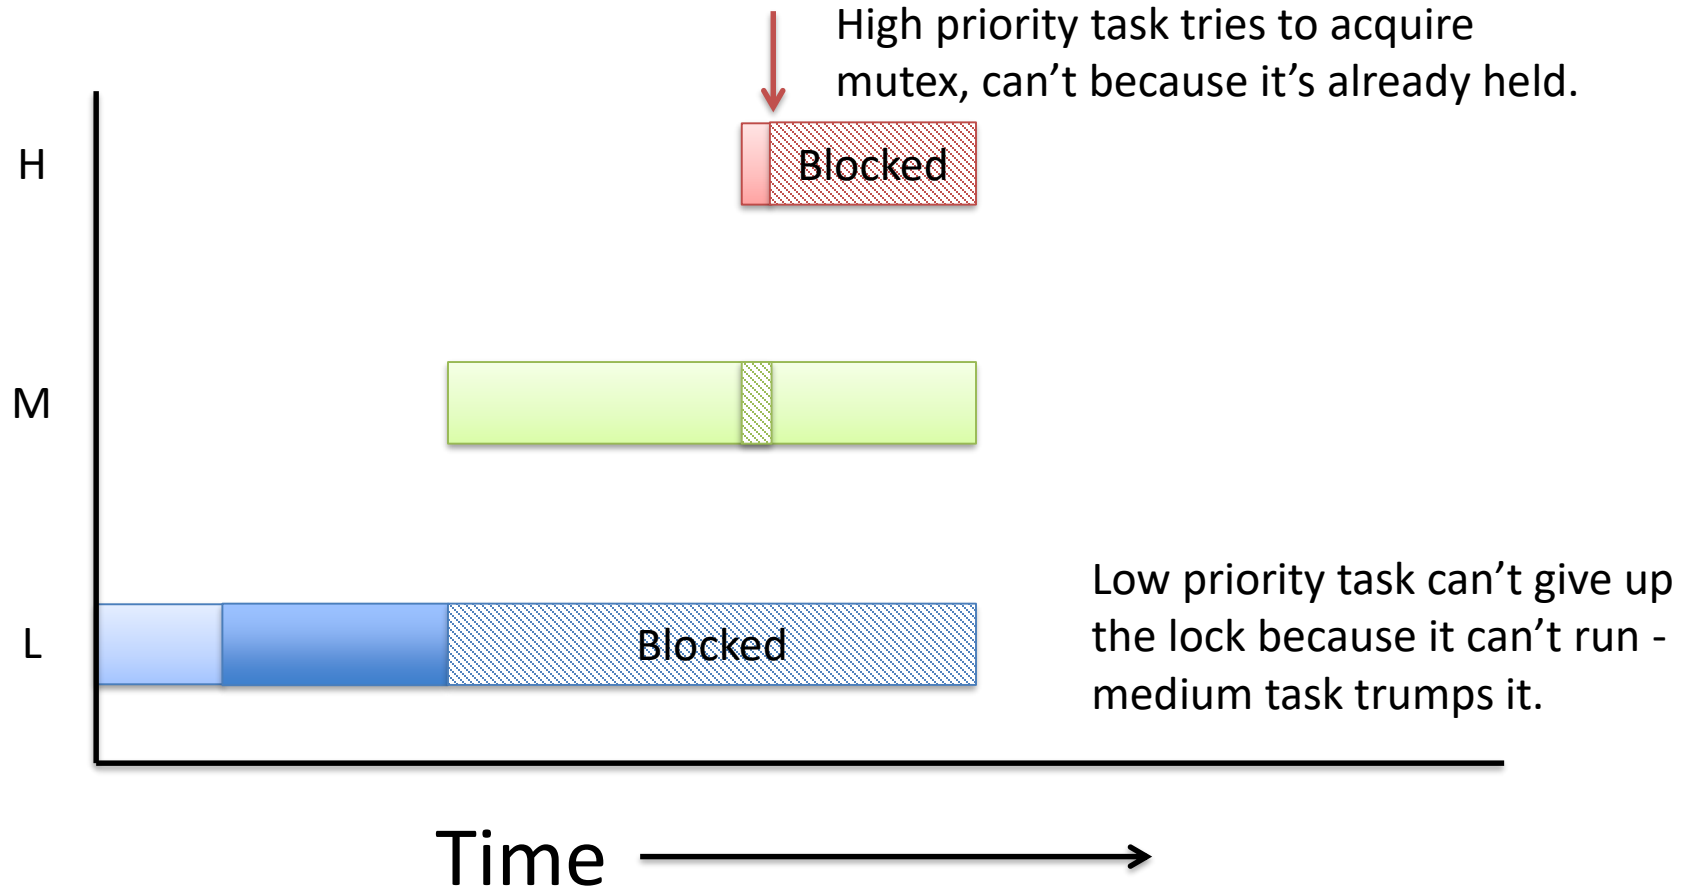 High priority task tries to acquire
mutex, can’t because it’s already held.
H
Blocked
M
L
Blocked
Low priority task can’t give up
the lock because it can’t run -
medium task trumps it.
Time